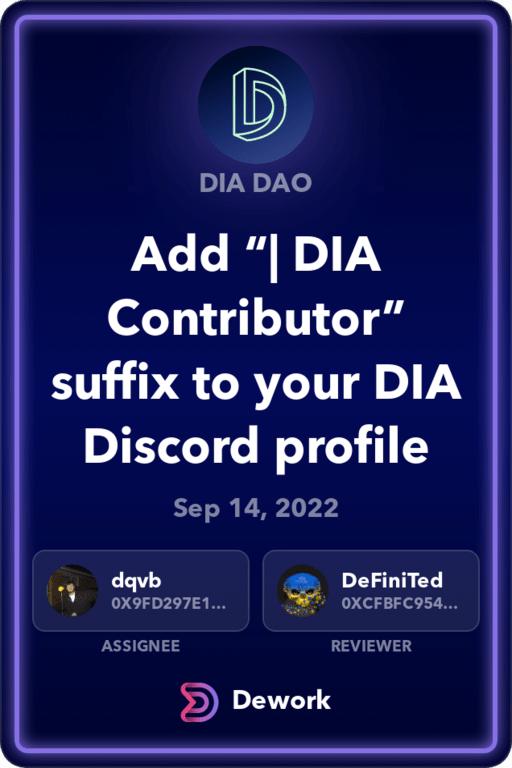 DIA DAO
Add “| DIA
Contributor”
suffix to your DIA
Discord profile
Sep 14, 2022
dqvb
0X9FD297E1...
DeFiniTed
0XCFBFC954...
ASSIGNEE
REVIEWER
Dework